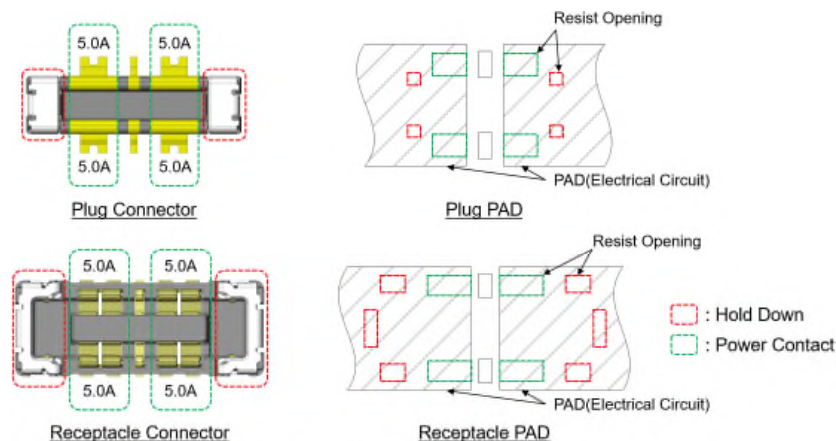 5.0A 5.0A
5.0A 5.0A
Plug Connector
Resist Opening
PAD(Electrical Circuit)
Plug PAD
5.0A 5.0A
5.0A 5.0A
Receptacle Connector
Resist Opening
PAD(Electrical Circuit)
Receptacle PAD
: Hold Down
: Power Contact